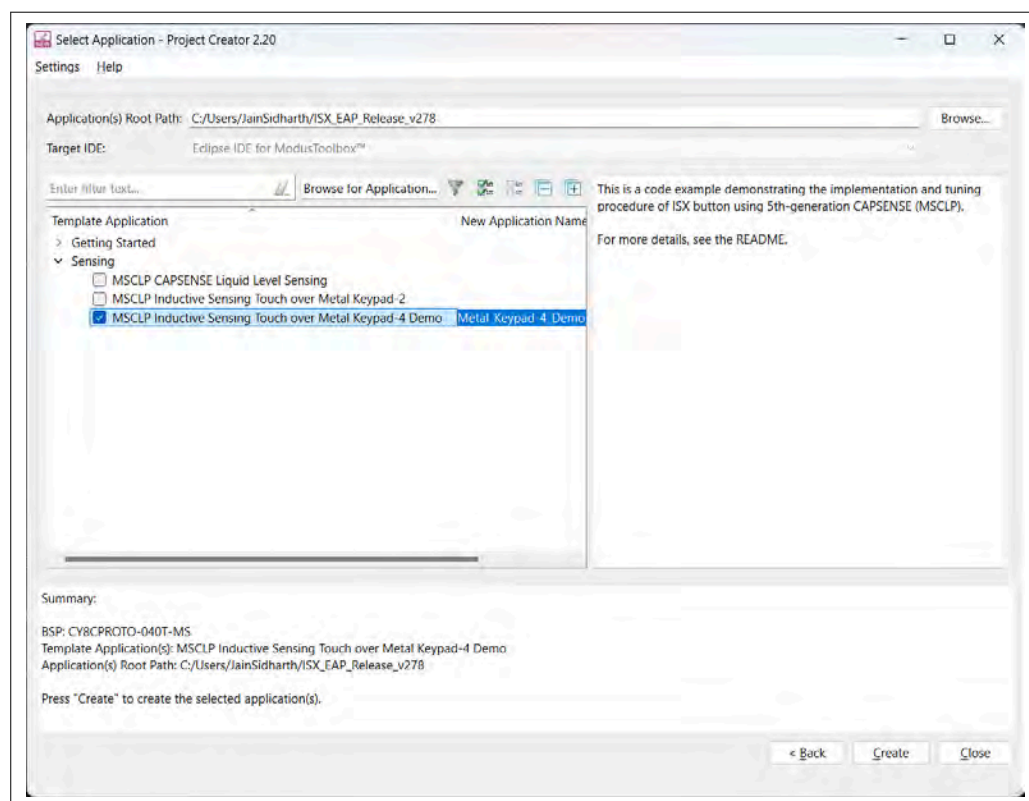 Select Application - Project Creator 2.20
Settings Help
Application(s) Root Path: C:/Users/JainSidharth/ISX_EAP_Release_v278
Browse...
Target IDE: Eclipse IDE for ModusToolbox™
Enter filter text...
Browse for Application...
Template Application New Application Name
Getting Started
Sensing
MSCLP CAPSENSE Liquid Level Sensing
MSCLP Inductive Sensing Touch over Metal Keypad-2
MSCLP Inductive Sensing Touch over Metal Keypad-4 Demo Metal_Keypad-4_Demo
This is a code example demonstrating the implementation and tuning
procedure of ISX button using 5th-generation CAPSENSE (MSCLP).
For more details, see the README.
Summary:
BSP: CY8CPROTO-040T-MS
Template Application(s): MSCLP Inductive Sensing Touch over Metal Keypad-4 Demo
Application(s) Root Path: C:/Users/JainSidharth/ISX_EAP_Release_v278
Press "Create" to create the selected application(s).
< Back Create Close